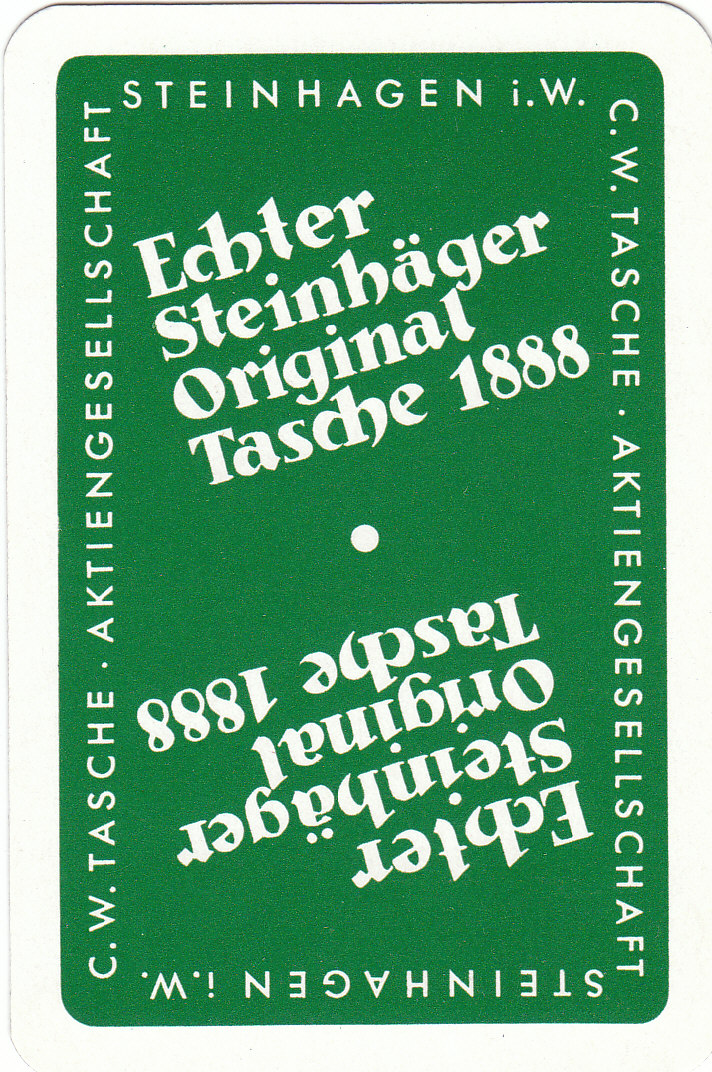 STEINHAGEN i.W.
C.W.TASCHE · AKTIENGESELLSCHAFT
Echter
Steinhäger
Original
Tasche 1888
C.W.TASCHE · AKTIENGESELLSCHAFT
Echter
Steinhäger
Original
Tasche 1888
STEINHAGEN i.W.